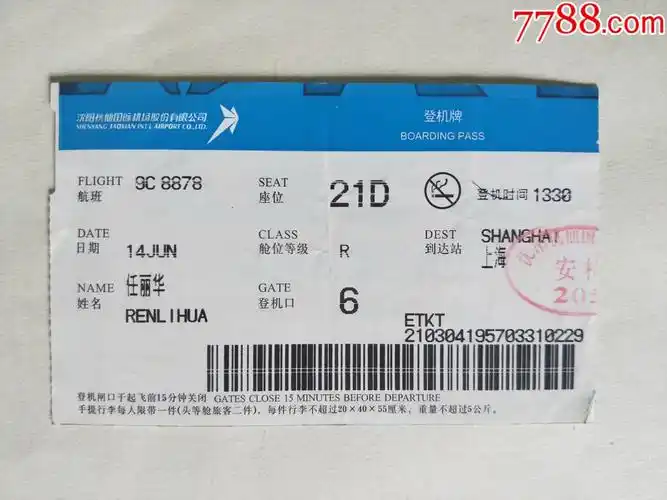 7788.com
沈阳桃仙国际机场股份有限公司
SHENYANG TAOXIAN INT'L AIRPORT CO.,LTD.
登机牌
BOARDING PASS
FLIGHT 9C 8878
航班
SEAT
座位 21D
登机时间 1330
DATE
日期 14JUN
CLASS
舱位等级 R
DEST SHANGHAI
到达站 上海
NAME 任丽华
姓名 RENLIHUA
GATE
登机口 6
安检
ETKT
210304195703310229
登机闸口于起飞前15分钟关闭 GATES CLOSE 15 MINUTES BEFORE DEPARTURE
手提行李每人限带一件(头等舱旅客二件),每件行李不超过20×40×55厘米,重量不超过5公斤。